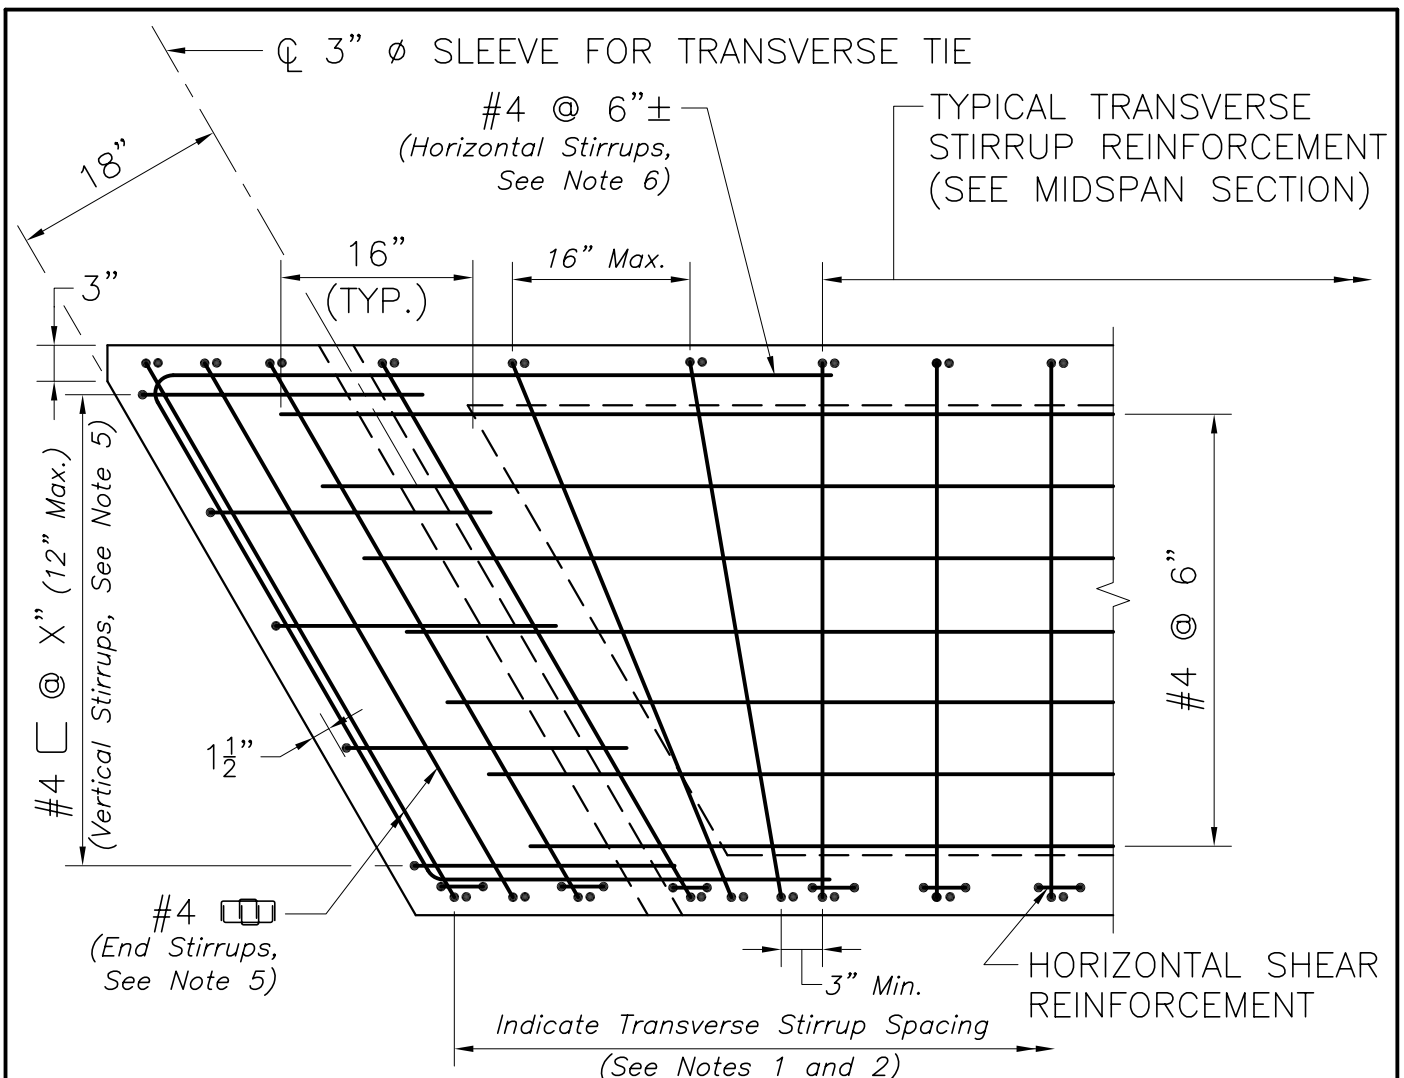 ℄ 3” ø SLEEVE FOR TRANSVERSE TIE
#4 @ 6”±
(Horizontal Stirrups,
See Note 6)
TYPICAL TRANSVERSE
STIRRUP REINFORCEMENT
(SEE MIDSPAN SECTION)
18”
16”
(TYP.)
16” Max.
3”
#4 @ X” (12” Max.)
(Vertical Stirrups, See Note 5)
#4 @ 6”
1½”
#4
(End Stirrups,
See Note 5)
3” Min.
HORIZONTAL SHEAR
REINFORCEMENT
Indicate Transverse Stirrup Spacing
(See Notes 1 and 2)